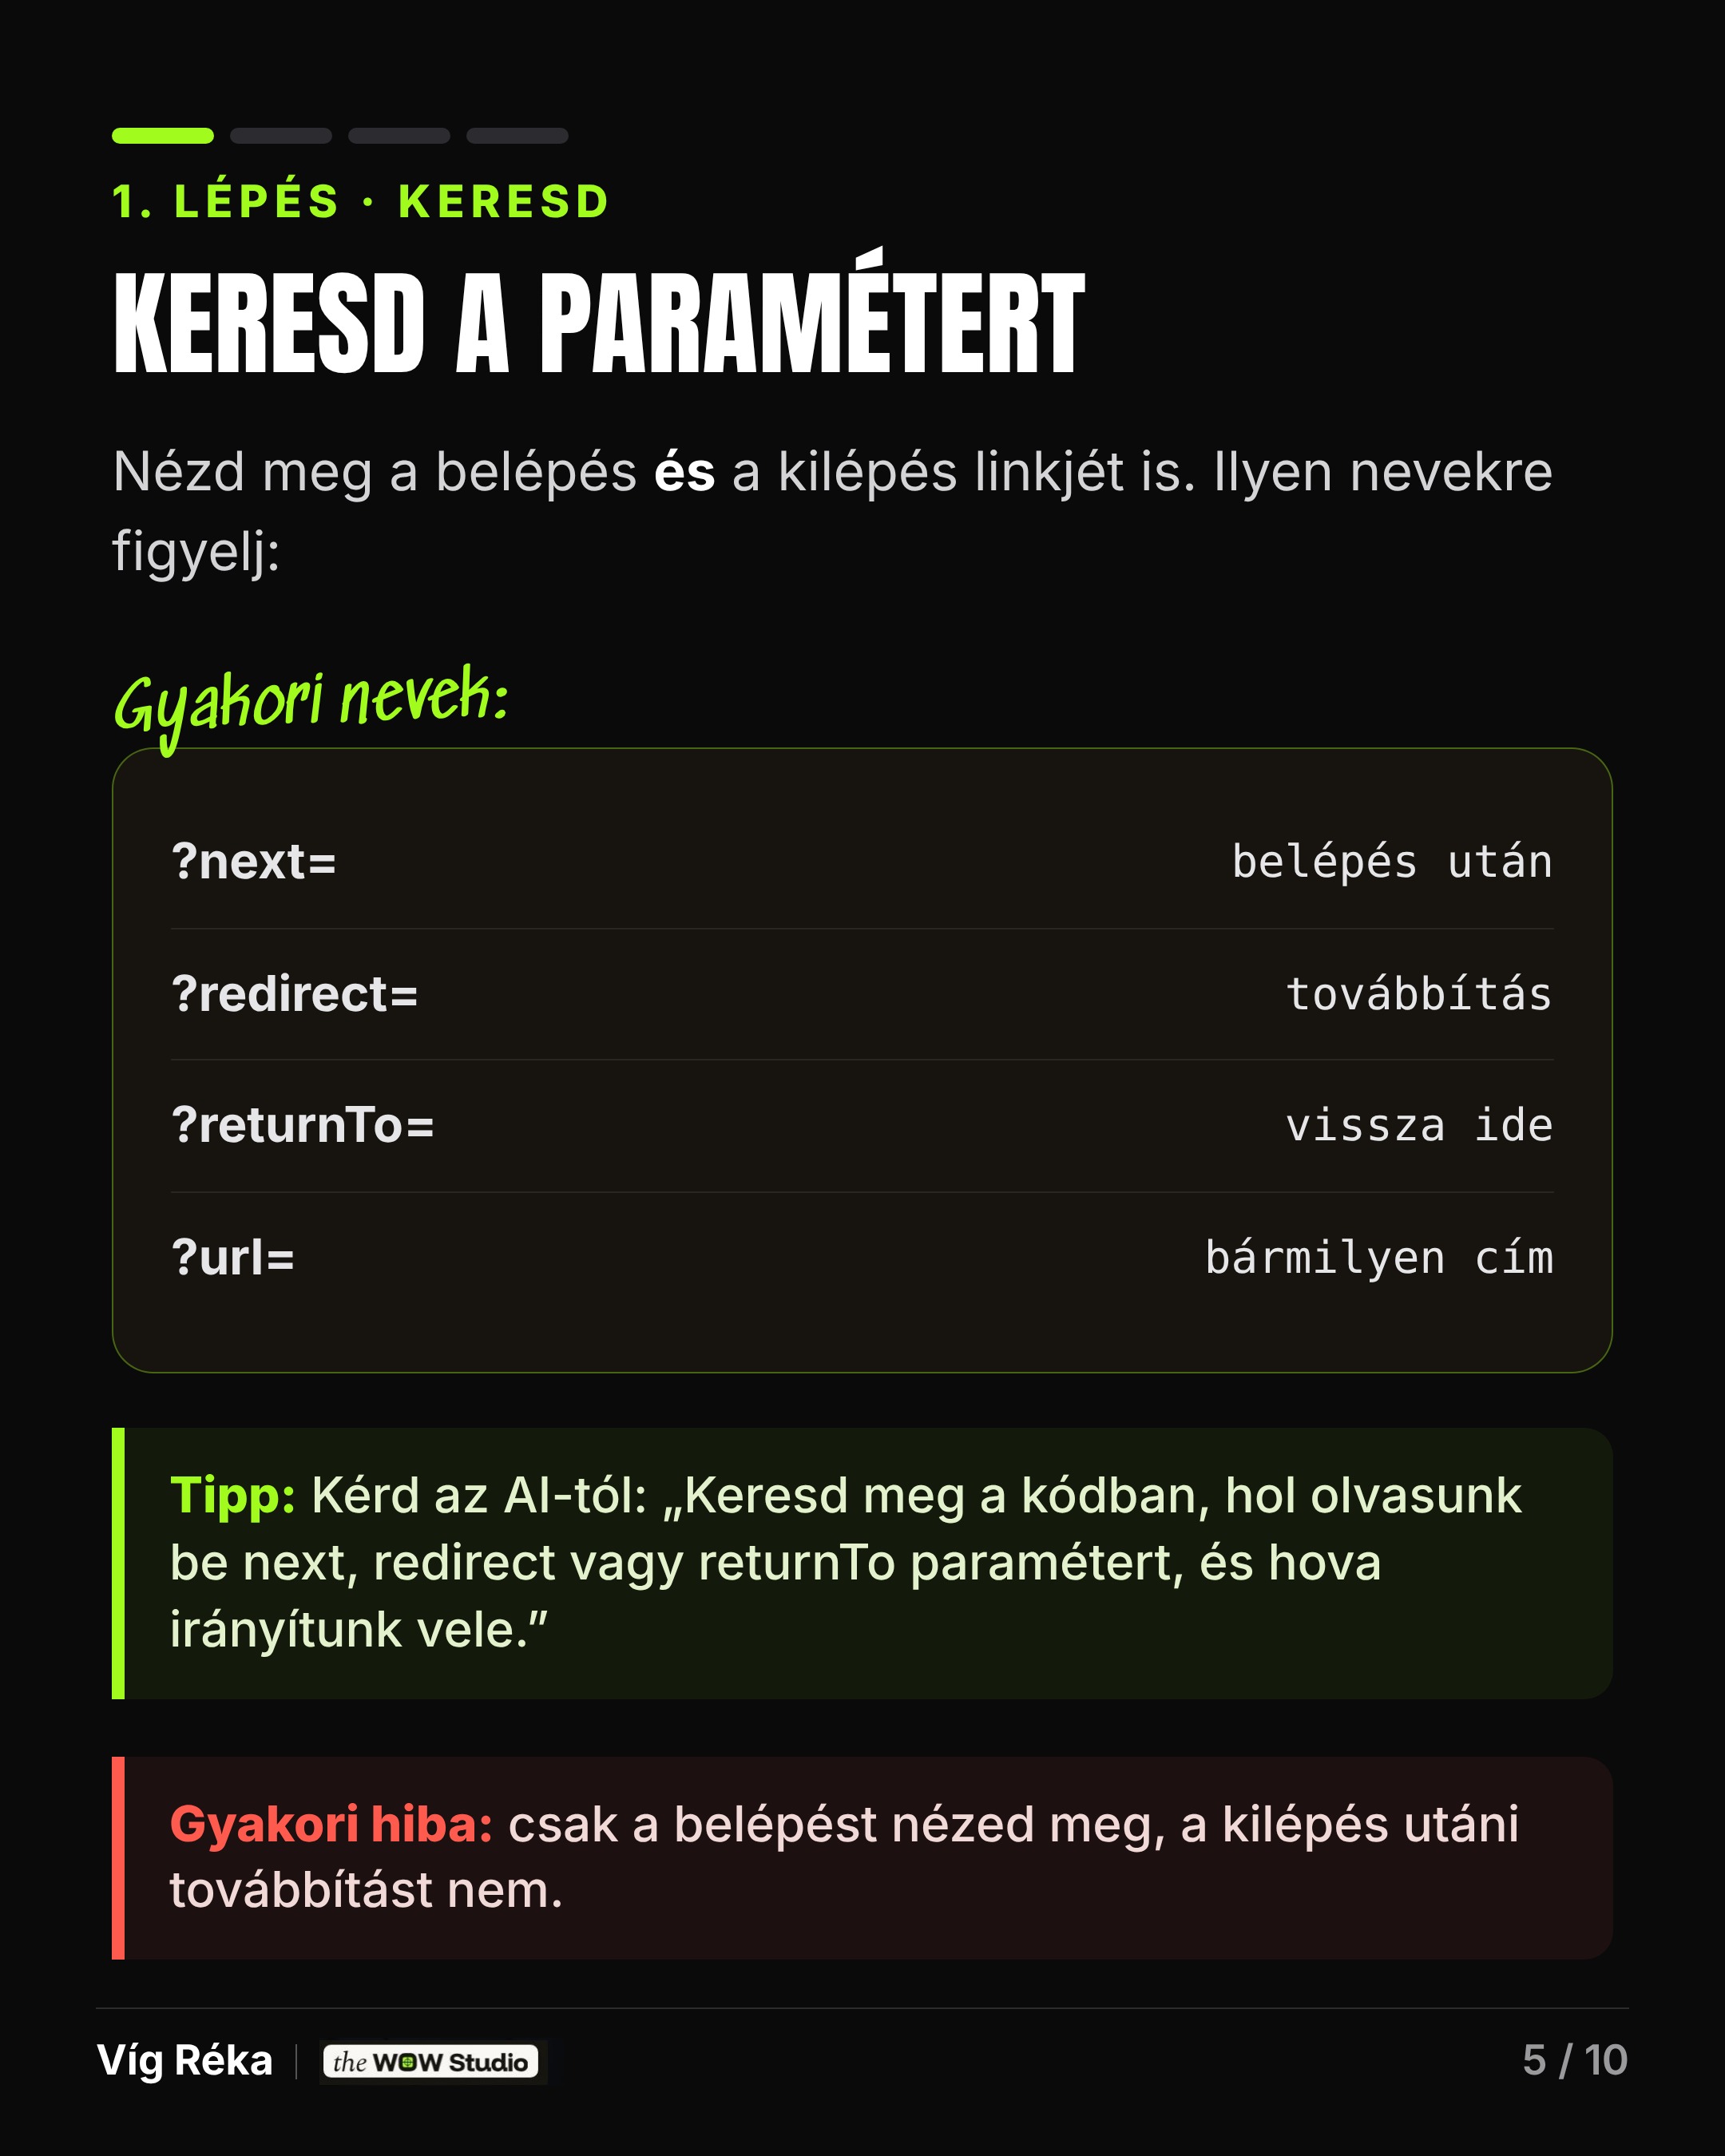 1. LÉPÉS · KERESD
KERESD A PARAMÉTERT
Nézd meg a belépés és a kilépés linkjét is. Ilyen nevekre
figyelj:
Gyakori nevek:
?next= belépés után
?redirect= továbbítás
?returnTo= vissza ide
?url= bármilyen cím
Tipp: Kérd az AI-tól: „Keresd meg a kódban, hol olvasunk
be next, redirect vagy returnTo paramétert, és hova
irányítunk vele.”
Gyakori hiba: csak a belépést nézed meg, a kilépés utáni
továbbítást nem.
Víg Réka the WOW Studio 5 / 10